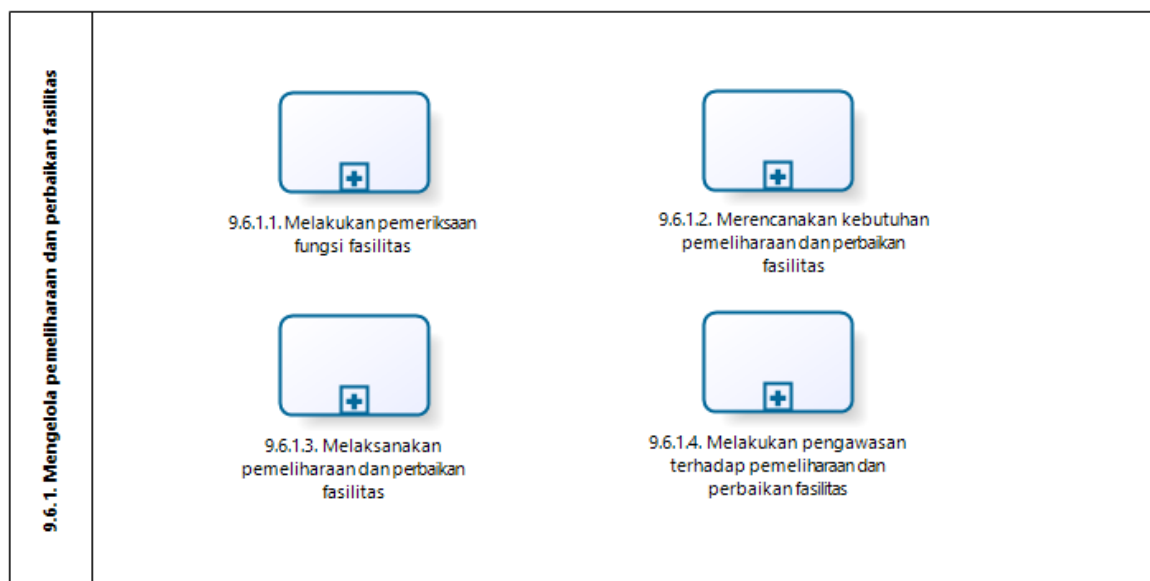 9.6.1. Mengelola pemeliharaan dan perbaikan fasilitas
9.6.1.1. Melakukan pemeriksaan
fungsi fasilitas
9.6.1.2. Merencanakan kebutuhan
pemeliharaan dan perbaikan
fasilitas
9.6.1.3. Melaksanakan
pemeliharaan dan perbaikan
fasilitas
9.6.1.4. Melakukan pengawasan
terhadap pemeliharaan dan
perbaikan fasilitas